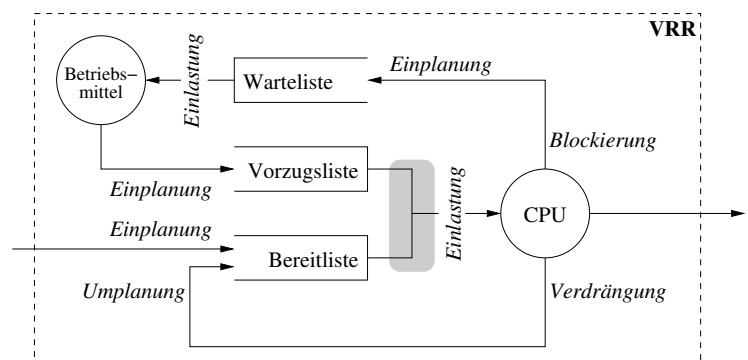 VRR
Betriebs–
mittel
Einlastung
Warteliste
Einplanung
Blockierung
Einplanung
Vorzugsliste
Einlastung
CPU
Einplanung
Bereitliste
Umplanung
Verdrängung